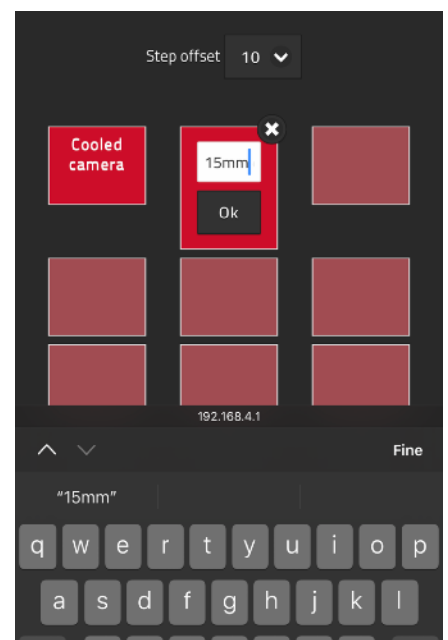 Step offset 10
Cooled
camera
15mm
Ok
192.168.4.1
Fine
“15mm”
q w e r t y u i o p
a s d f g h j k l